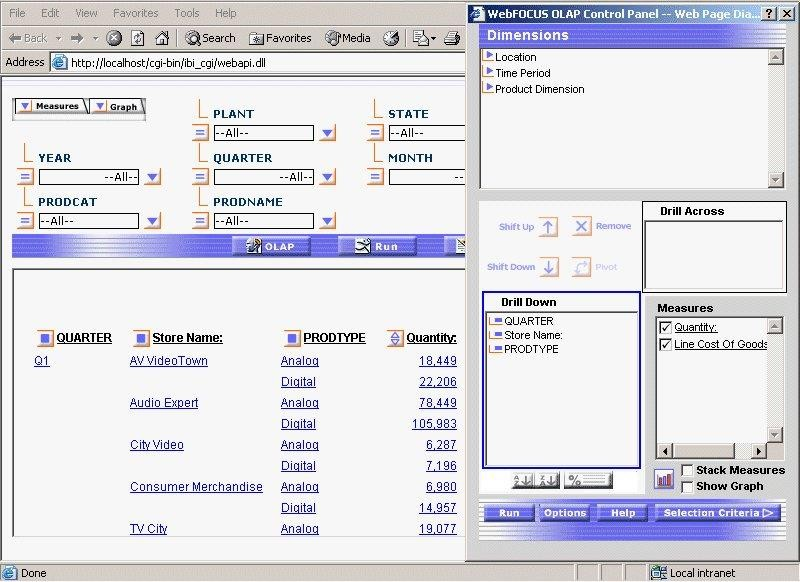 File Edit View Favorites Tools Help
Back Search Favorites Media
Address http://localhost/cgi-bin/ibi_cgi/webapi.dll
Measures Graph
PLANT STATE
--All-- --All--
YEAR QUARTER MONTH
--All-- --All-- --
PRODCAT PRODNAME
--All-- --All--
OLAP Run
QUARTER Store Name: PRODTYPE Quantity:
Q1 AV VideoTown Analog 18,449
Digital 22,206
Audio Expert Analog 78,449
Digital 105,983
City Video Analog 6,287
Digital 7,196
Consumer Merchandise Analog 6,980
Digital 14,957
TV City Analog 19,077
Done
Local intranet
WebFOCUS OLAP Control Panel -- Web Page Dia...
Dimensions
Location
Time Period
Product Dimension
Shift Up Remove
Shift Down Pivot
Drill Across
Drill Down
QUARTER
Store Name:
PRODTYPE
Measures
Quantity:
Line Cost Of Goods
Stack Measures
Show Graph
Run Options Help Selection Criteria